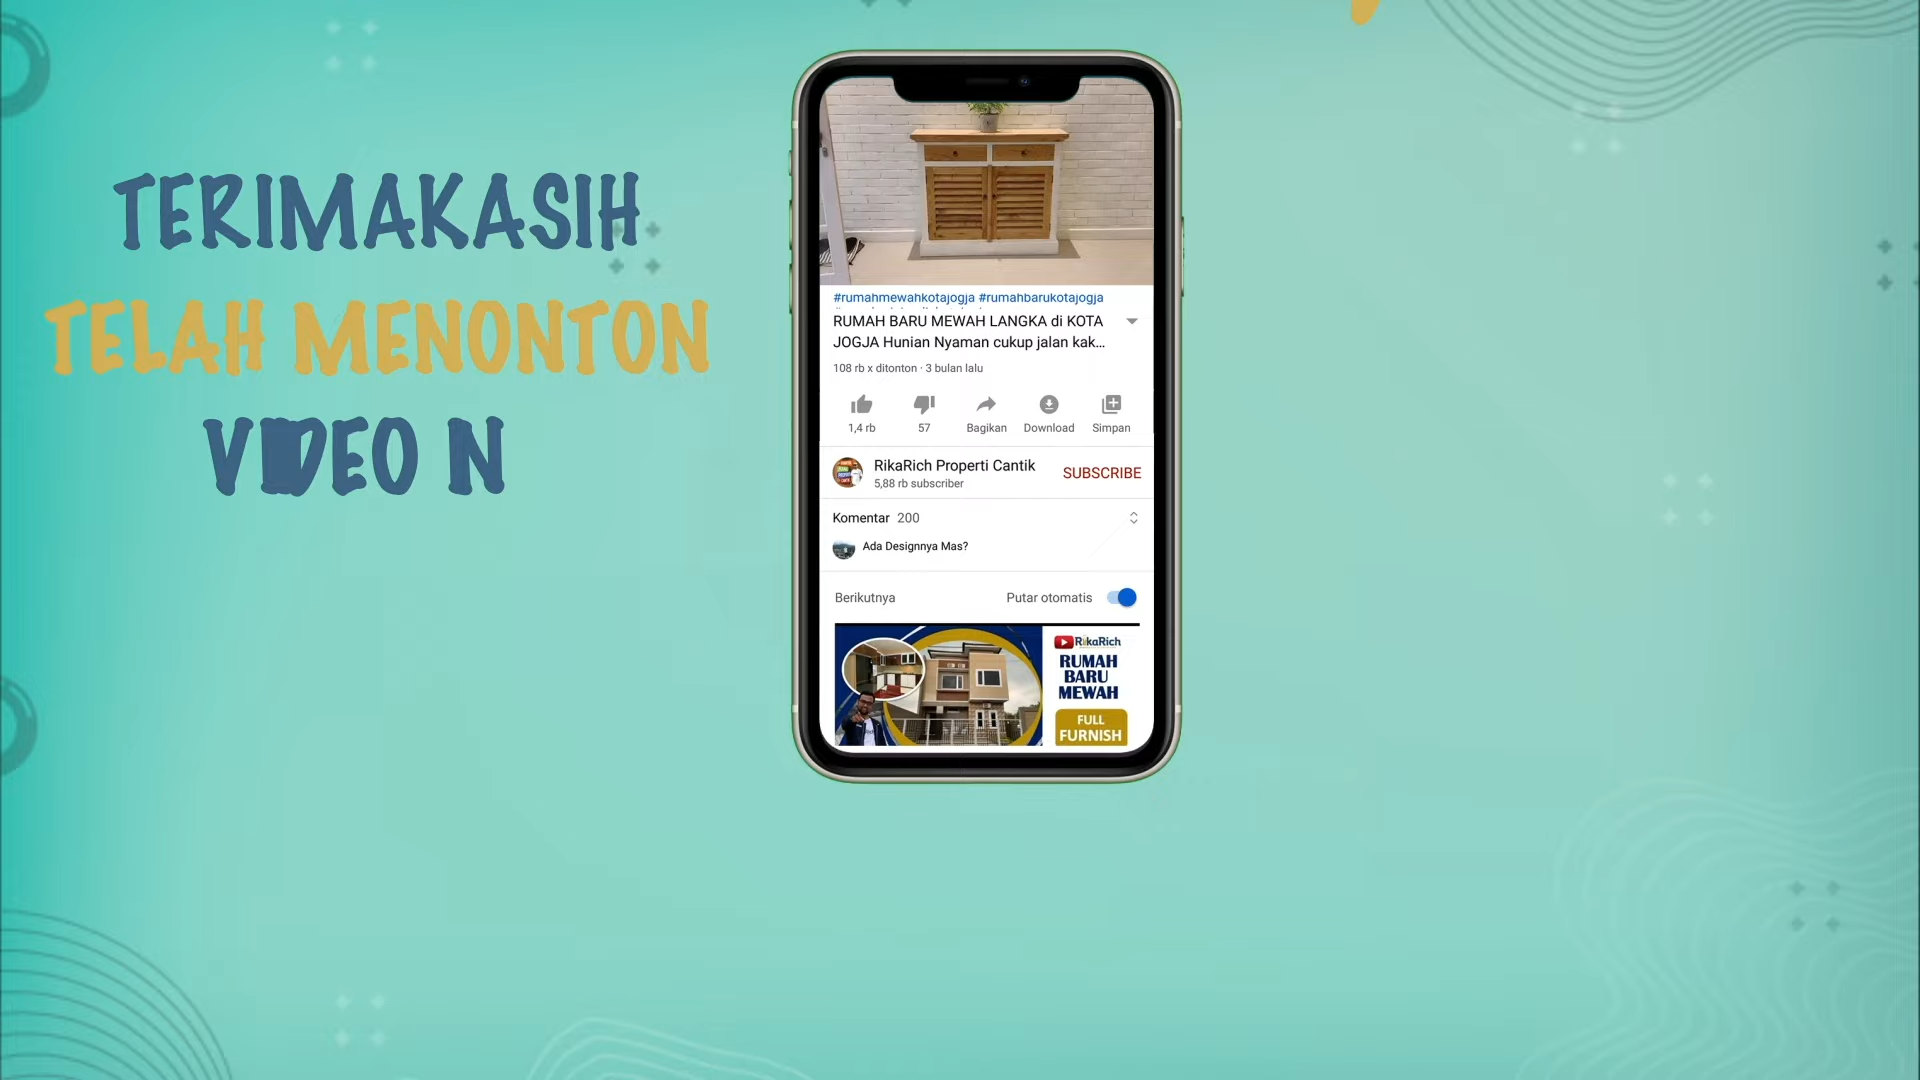 TERIMAKASIH
TELAH MENONTON
VIDEO N
#rumahmewahkotajogja #rumahbarukotajogja
RUMAH BARU MEWAH LANGKA di KOTA
JOGJA Hunian Nyaman cukup jalan kak...
108 rb x ditonton · 3 bulan lalu
1,4 rb
57
Bagikan
Download
Simpan
RikaRich Properti Cantik
5,88 rb subscriber
SUBSCRIBE
Komentar 200
Ada Designnya Mas?
Berikutnya
Putar otomatis
RikaRich
RUMAH
BARU
MEWAH
FULL
FURNISH